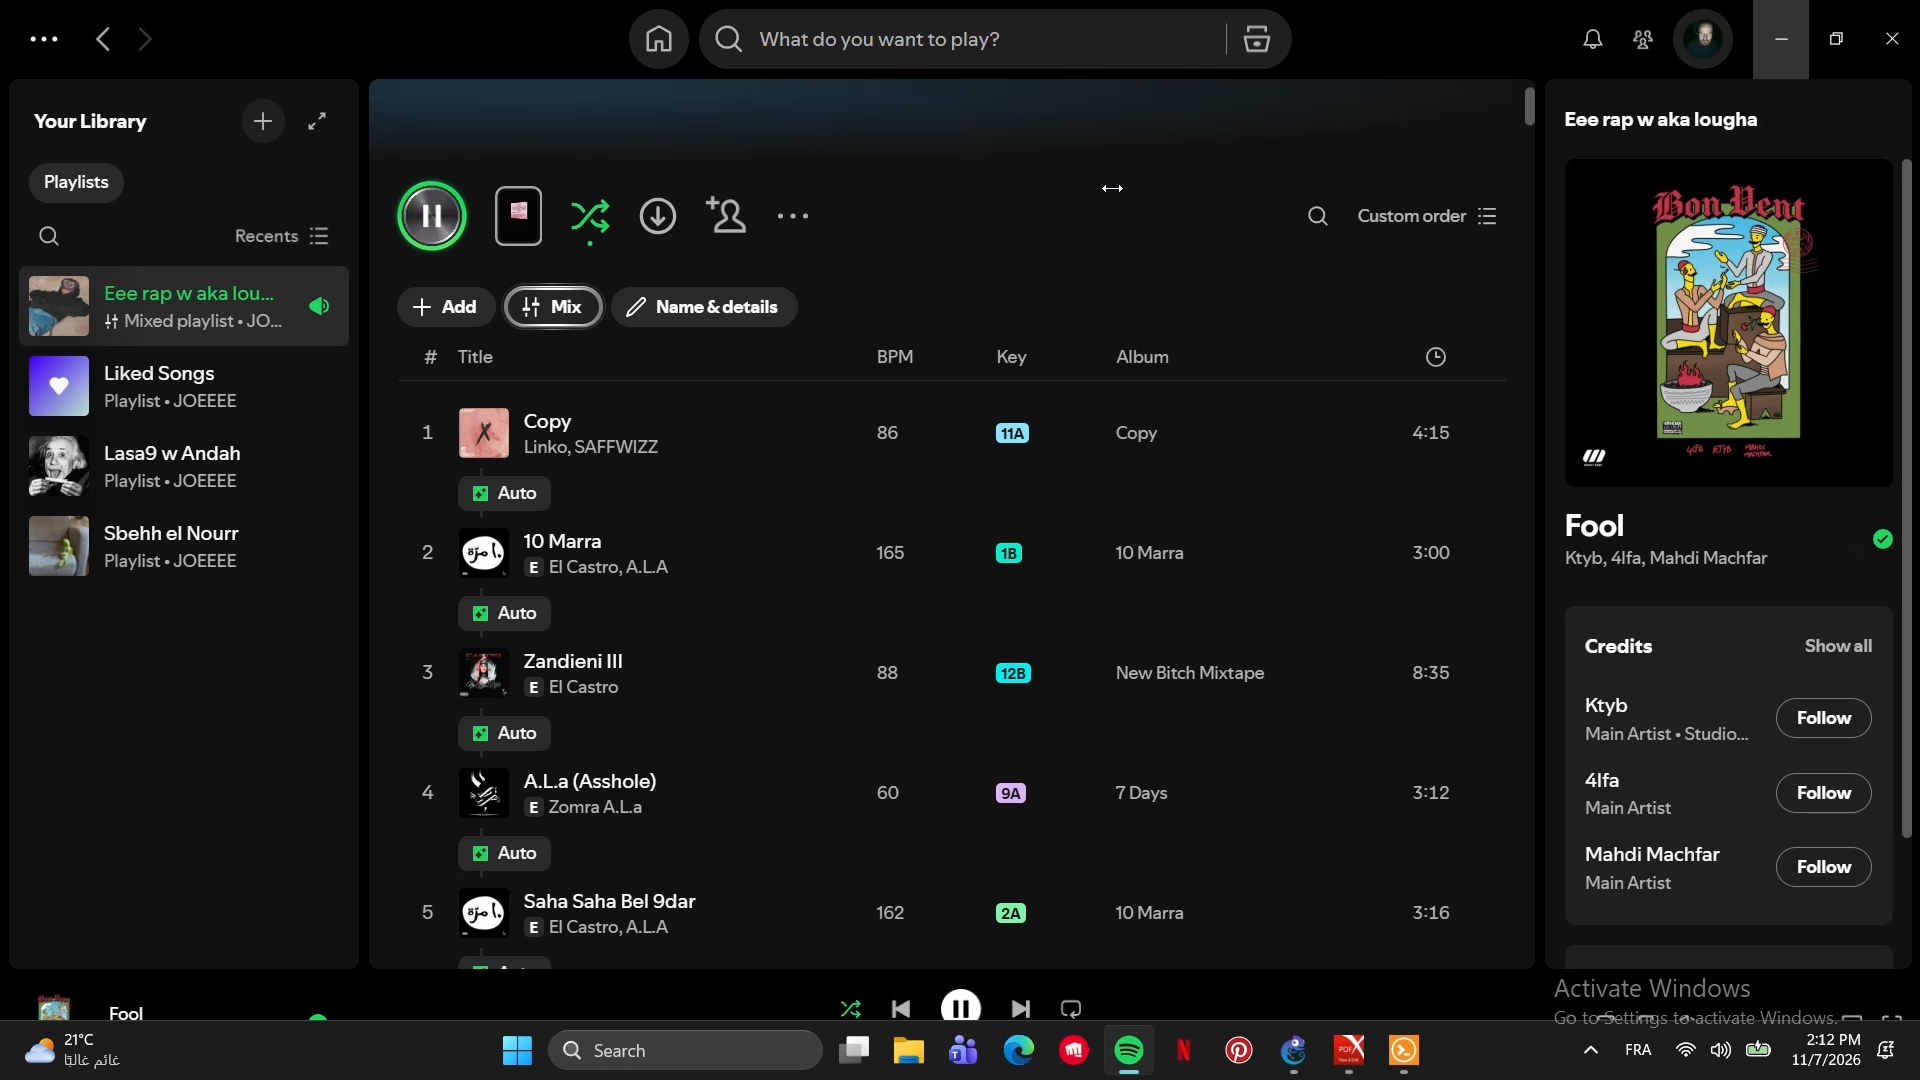 What do you want to play?
Your Library
Playlists
Recents
Eee rap w aka lou...
Mixed playlist • JO...
Liked Songs
Playlist • JOEEEE
Lasa9 w Andah
Playlist • JOEEEE
Sbehh el Nourr
Playlist • JOEEEE
Custom order
Add
Mix
Name & details
# Title BPM Key Album
1 Copy 86 11A Copy 4:15
Linko, SAFFWIZZ
Auto
2 10 Marra 165 1B 10 Marra 3:00
E El Castro, A.L.A
Auto
3 Zandieni III 88 12B New Bitch Mixtape 8:35
E El Castro
Auto
4 A.L.a (Asshole) 60 9A 7 Days 3:12
E Zomra A.L.a
Auto
5 Saha Saha Bel 9dar 162 2A 10 Marra 3:16
E El Castro, A.L.A
Eee rap w aka lougha
Bon Vent
4LFA KTYB MAHDI MACHFAR
Fool
Ktyb, 4lfa, Mahdi Machfar
Credits
Show all
Ktyb
Main Artist • Studio...
Follow
4lfa
Main Artist
Follow
Mahdi Machfar
Main Artist
Follow
Fool
Activate Windows
Go to Settings to activate Windows.
21°C
غائم غالبًا
Search
FRA
2:12 PM
11/7/2026